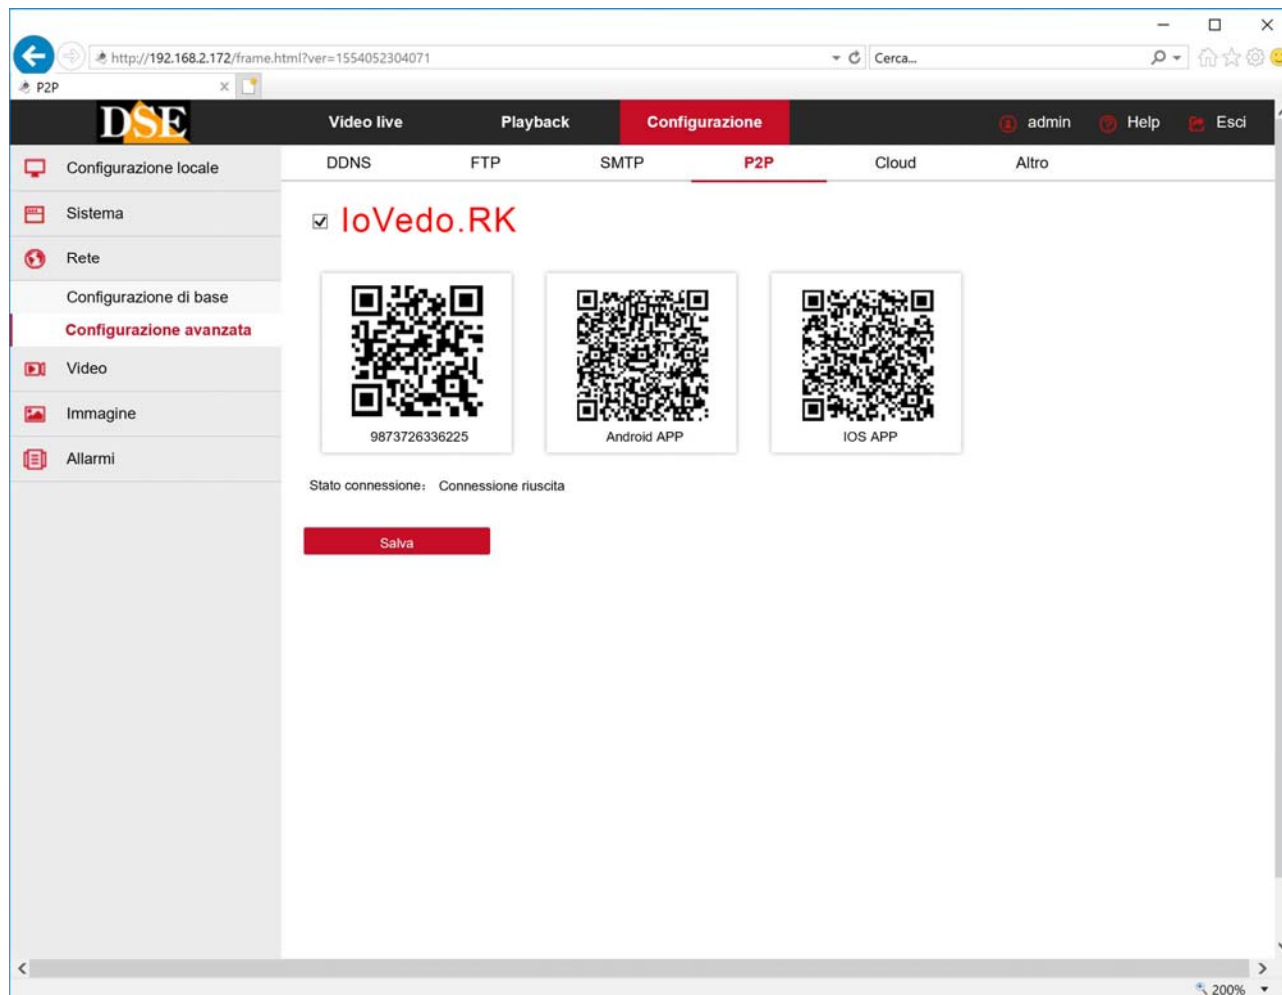 http://192.168.2.172/frame.html?ver=1554052304071
Cerca...
P2P
DSE
Video live
Playback
Configurazione
admin
Help
Esci
Configurazione locale
Sistema
Rete
Configurazione di base
Configurazione avanzata
Video
Immagine
Allarmi
DDNS
FTP
SMTP
P2P
Cloud
Altro
IoVedo.RK
9873726336225
Android APP
IOS APP
Stato connessione： Connessione riuscita
Salva
200%